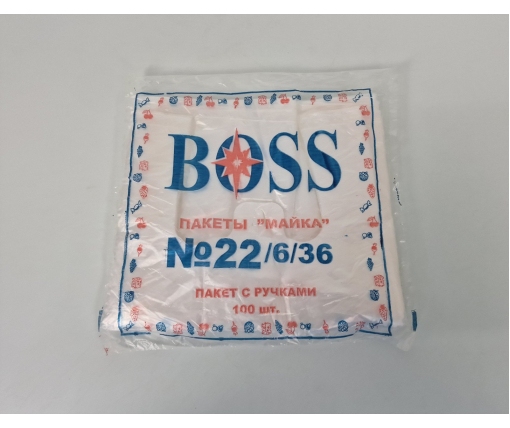 BOSS
ПАКЕТЫ "МАЙКА"
№22/6/36
ПАКЕТ С РУЧКАМИ
100 шт.